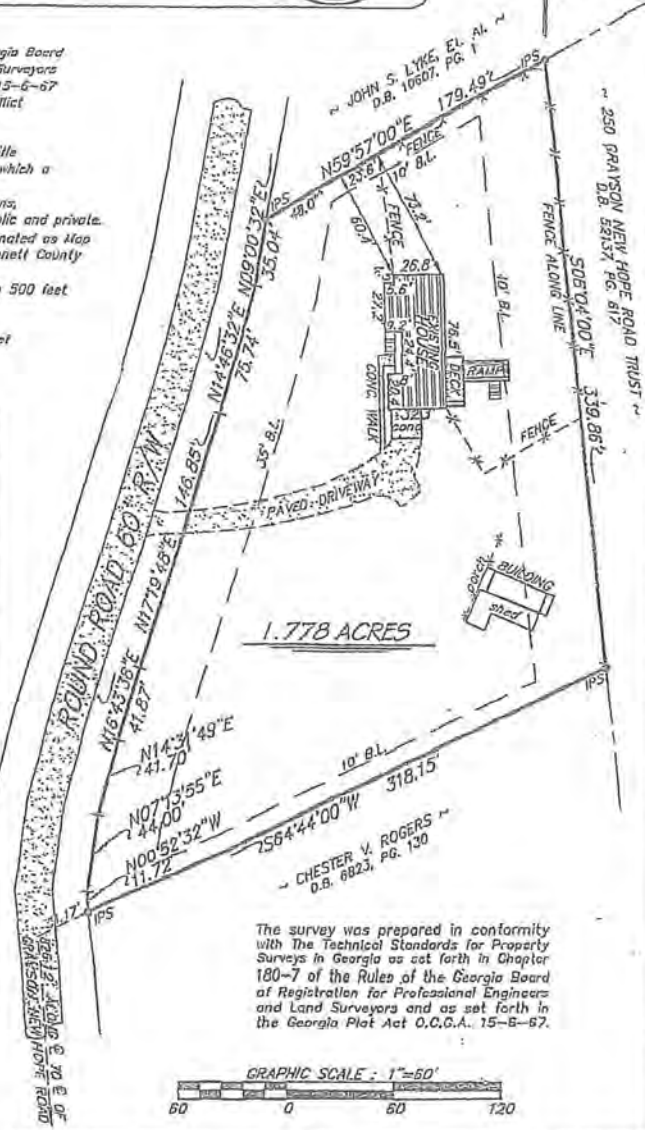 gia Board
Surveyors
15-6-67
flict
tle
which a
ns,
lic and private.
nated as Map
nett County
500 feet
~ JOHN S. LYKE, EL. AL. ~
D.B. 10607, PG. 1
N59°57'00"E
179.49'
IPS
IPS
FENCE
10' B.L.
23.6'
48.0'
60.4'
FENCE
~ 250 GRAYSON NEW HOPE ROAD TRUST ~
D.B. 52137, PG. 817
S06°04'00"E 339.86'
FENCE ALONG LINE
N09°00'32"E
35.01'
N14°46'32"E
75.74'
146.85'
N17°19'48"E
N16°43'38"E
41.87'
N14°31'49"E
41.70'
N07°13'55"E
44.00'
N00°52'32"W
11.72'
ROUND ROAD 60' R/W
35' B.L.
10' B.L.
26.8'
EXISTING
HOUSE
76.5'
DECK
RAMP
CONC WALK
conc
PAVED DRIVEWAY
FENCE
porch
BUILDING
shed
1.778 ACRES
IPS
10' B.L.
318.15'
S64°44'00"W
~ CHESTER V. ROGERS ~
D.B. 6823, PG. 130
17'
IPS
GRAYSON NEW HOPE ROAD
The survey was prepared in conformity
with The Technical Standards for Property
Surveys in Georgia as set forth in Chapter
180-7 of the Rules of the Georgia Board
of Registration for Professional Engineers
and Land Surveyors and as set forth in
the Georgia Plat Act O.C.G.A. 15-6-67.
GRAPHIC SCALE : 1"=60'
60 0 60 120